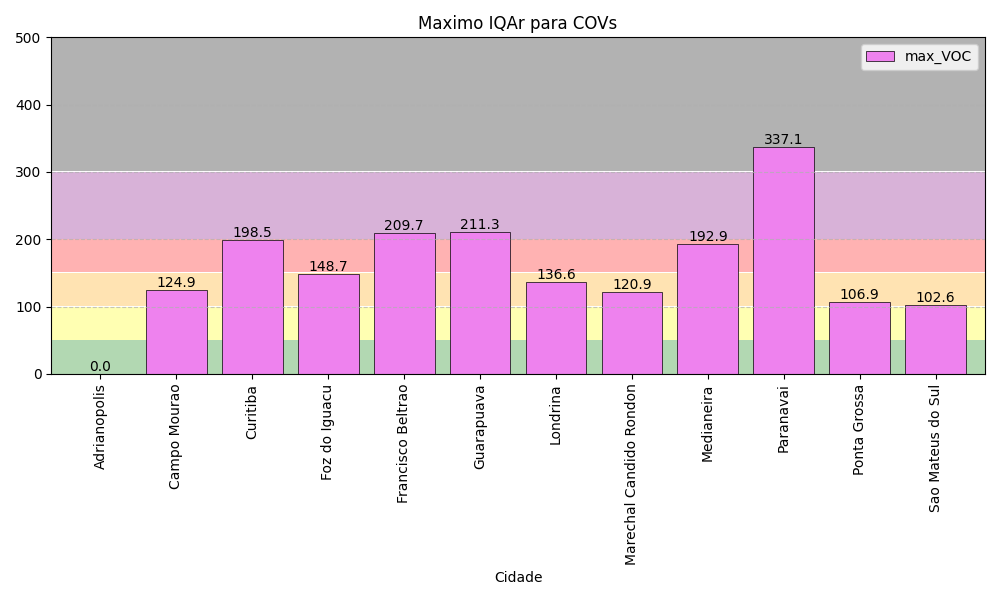 Maximo IQAr para COVs
max_VOC
500
400
300
200
100
0
0.0
124.9
198.5
148.7
209.7
211.3
136.6
120.9
192.9
337.1
106.9
102.6
Adrianopolis
Campo Mourao
Curitiba
Foz do Iguacu
Francisco Beltrao
Guarapuava
Londrina
Marechal Candido Rondon
Medianeira
Paranavai
Ponta Grossa
Sao Mateus do Sul
Cidade